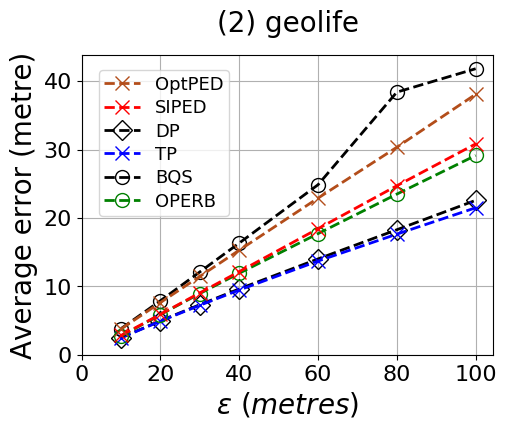 (2) geolife
Average error (metre)
40
30
20
10
0
OptPED
SIPED
DP
TP
BQS
OPERB
0 20 40 60 80 100
ε (metres)